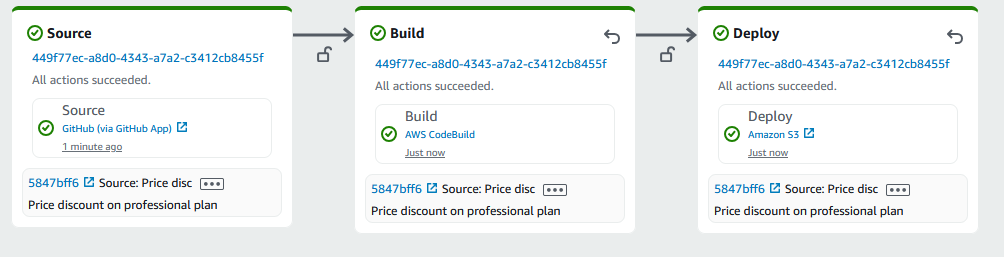 Source
449f77ec-a8d0-4343-a7a2-c3412cb8455f
All actions succeeded.
Source
GitHub (via GitHub App)
1 minute ago
5847bff6 Source: Price disc
Price discount on professional plan
Build
449f77ec-a8d0-4343-a7a2-c3412cb8455f
All actions succeeded.
Build
AWS CodeBuild
Just now
5847bff6 Source: Price disc
Price discount on professional plan
Deploy
449f77ec-a8d0-4343-a7a2-c3412cb8455f
All actions succeeded.
Deploy
Amazon S3
Just now
5847bff6 Source: Price disc
Price discount on professional plan